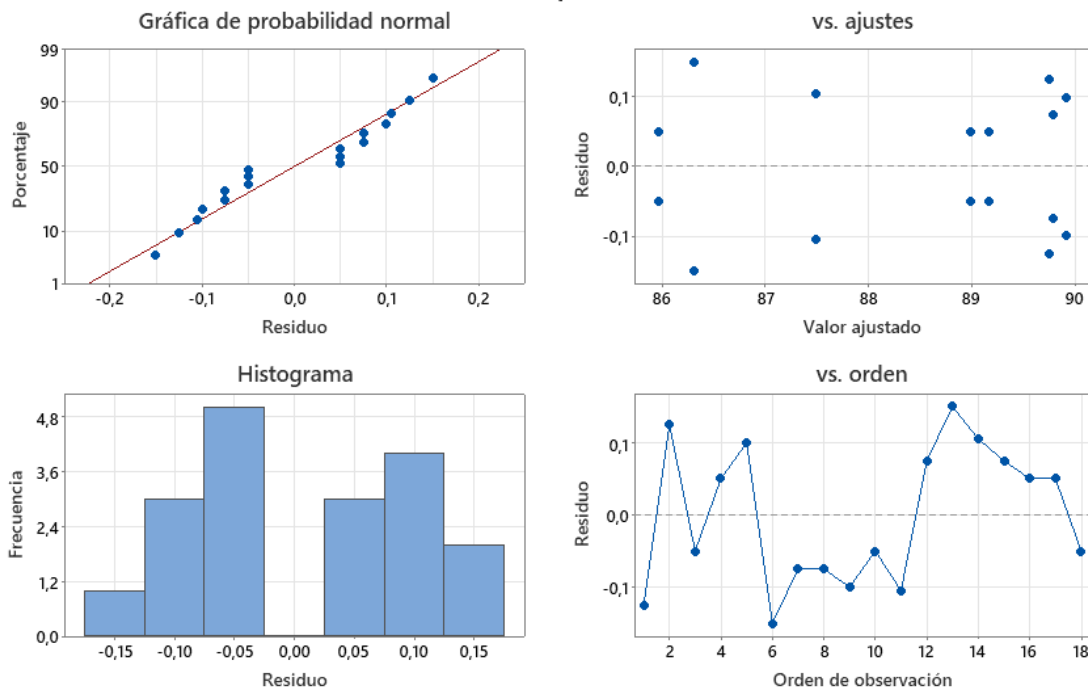 Gráfica de probabilidad normal
99
90
50
10
1
Porcentaje
-0,2 -0,1 0,0 0,1 0,2
Residuo
vs. ajustes
0,1
0,0
-0,1
Residuo
86 87 88 89 90
Valor ajustado
Histograma
4,8
3,6
2,4
1,2
0,0
Frecuencia
-0,15 -0,10 -0,05 0,00 0,05 0,10 0,15
Residuo
vs. orden
0,1
0,0
-0,1
Residuo
2 4 6 8 10 12 14 16 18
Orden de observación